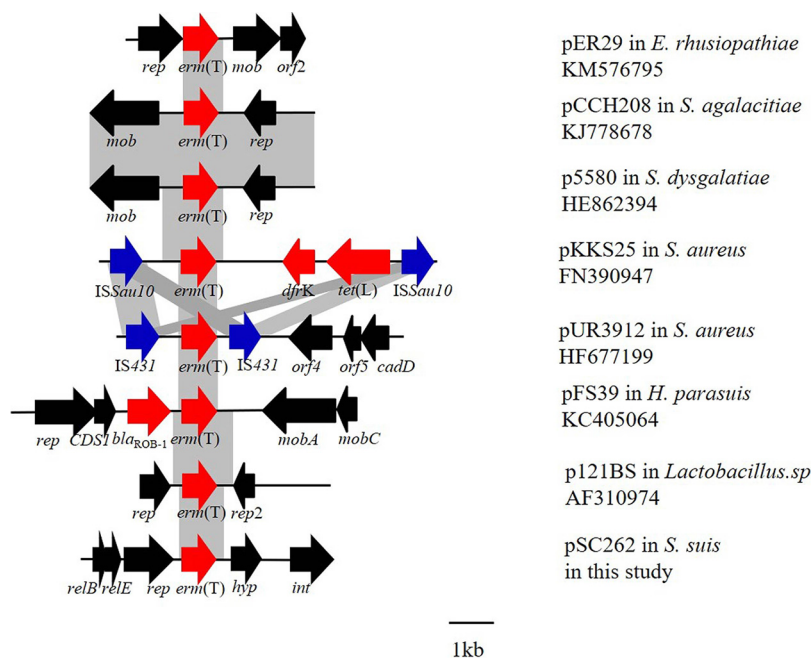 rep erm(T) mob orf2
pER29 in E. rhusiopathiae
KM576795
mob erm(T) rep
pCCH208 in S. agalacitiae
KJ778678
mob erm(T) rep
p5580 in S. dysgalatiae
HE862394
ISSau10 erm(T) dfrK tet(L) ISSau10
pKKS25 in S. aureus
FN390947
IS431 erm(T) IS431 orf4 orf5 cadD
pUR3912 in S. aureus
HF677199
rep CDS1 blaROB-1 erm(T) mobA mobC
pFS39 in H. parasuis
KC405064
rep erm(T) rep2
p121BS in Lactobacillus.sp
AF310974
relB relE rep erm(T) hyp int
pSC262 in S. suis
in this study
1kb